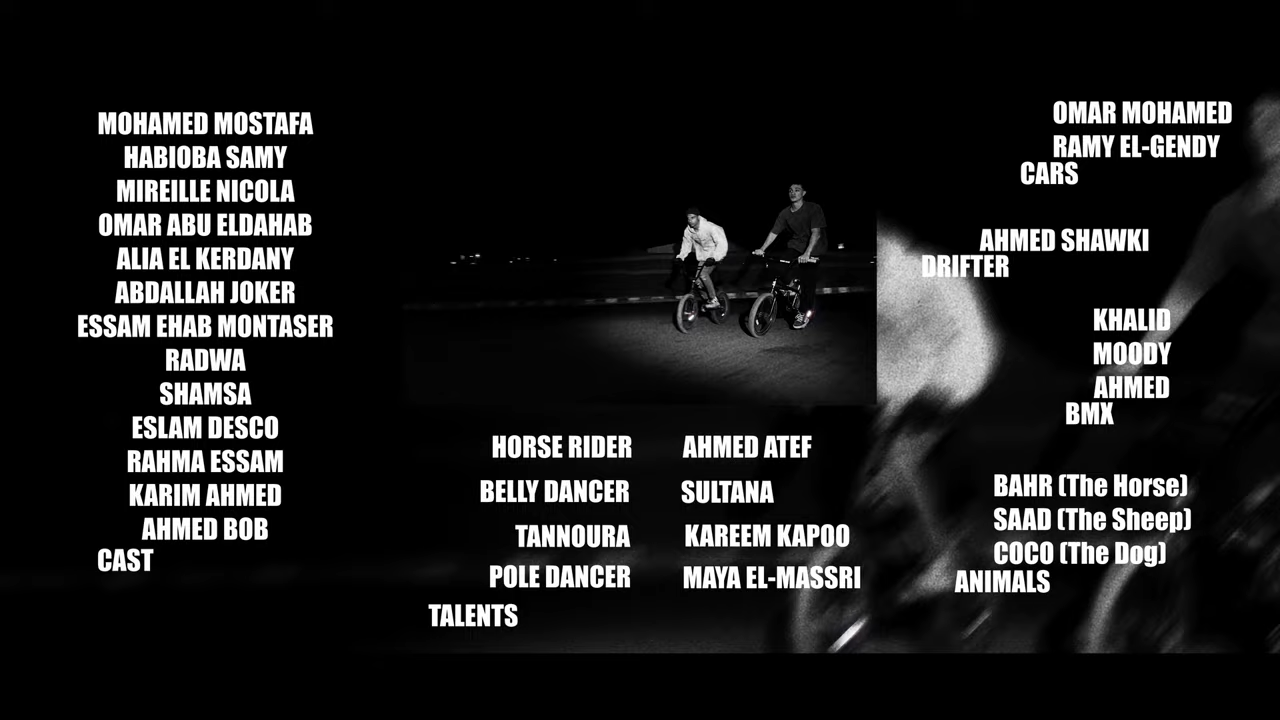 MOHAMED MOSTAFA
HABIOBA SAMY
MIREILLE NICOLA
OMAR ABU ELDAHAB
ALIA EL KERDANY
ABDALLAH JOKER
ESSAM EHAB MONTASER
RADWA
SHAMSA
ESLAM DESCO
RAHMA ESSAM
KARIM AHMED
AHMED BOB
CAST
HORSE RIDER AHMED ATEF
BELLY DANCER SULTANA
TANNOURA KAREEM KAPOO
POLE DANCER MAYA EL-MASSRI
TALENTS
OMAR MOHAMED
RAMY EL-GENDY
CARS
AHMED SHAWKI
DRIFTER
KHALID
MOODY
AHMED
BMX
BAHR (The Horse)
SAAD (The Sheep)
COCO (The Dog)
ANIMALS